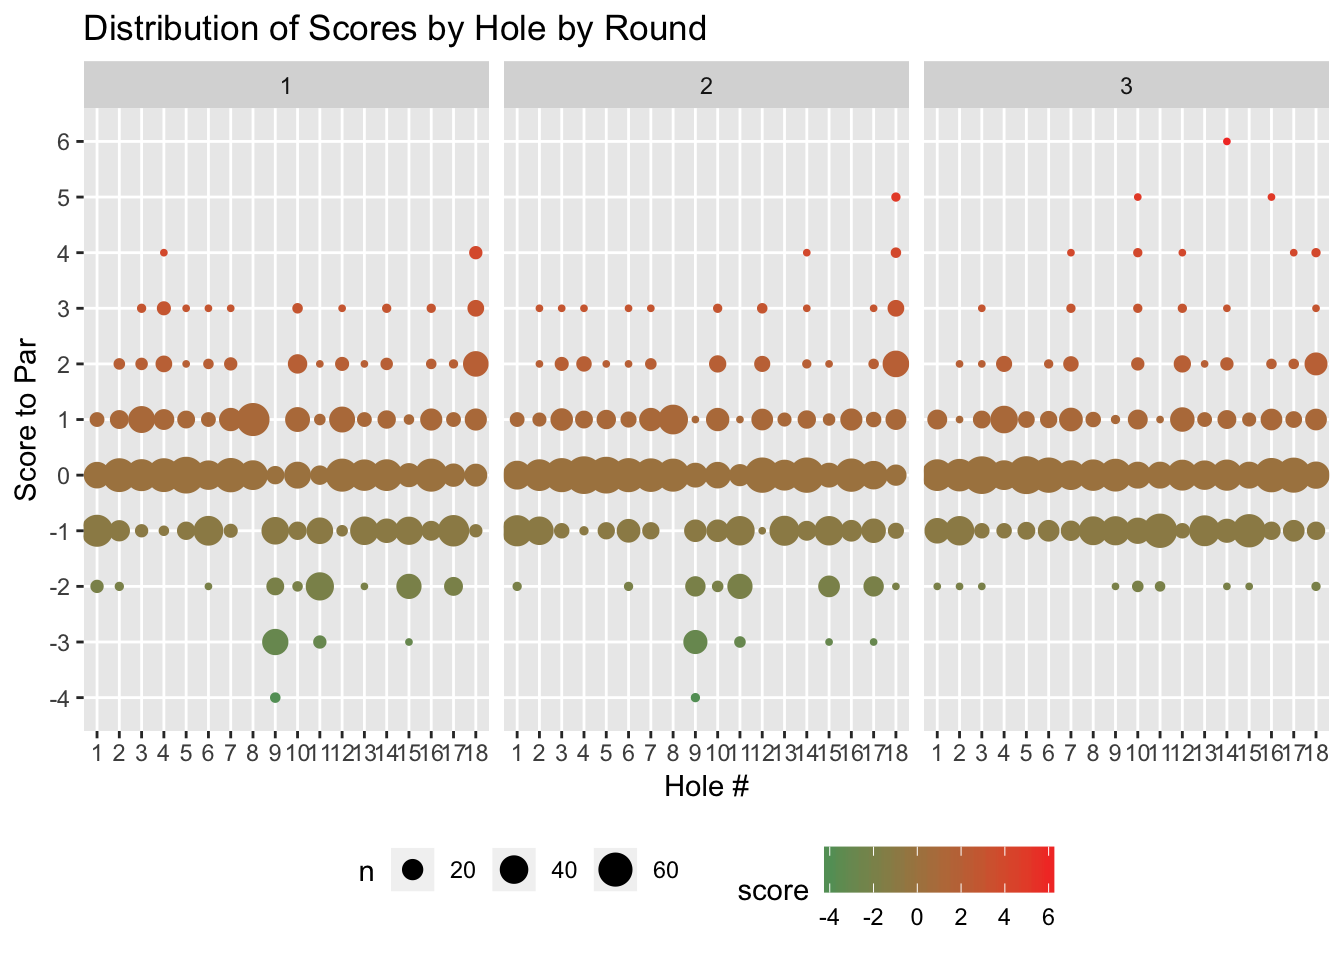 Distribution of Scores by Hole by Round
1 2 3
6
5
4
3
2
1
0
-1
-2
-3
-4
Score to Par
1 2 3 4 5 6 7 8 9 10 11 12 13 14 15 16 17 18 1 2 3 4 5 6 7 8 9 10 11 12 13 14 15 16 17 18 1 2 3 4 5 6 7 8 9 10 11 12 13 14 15 16 17 18
Hole #
n 20 40 60
score
-4 -2 0 2 4 6